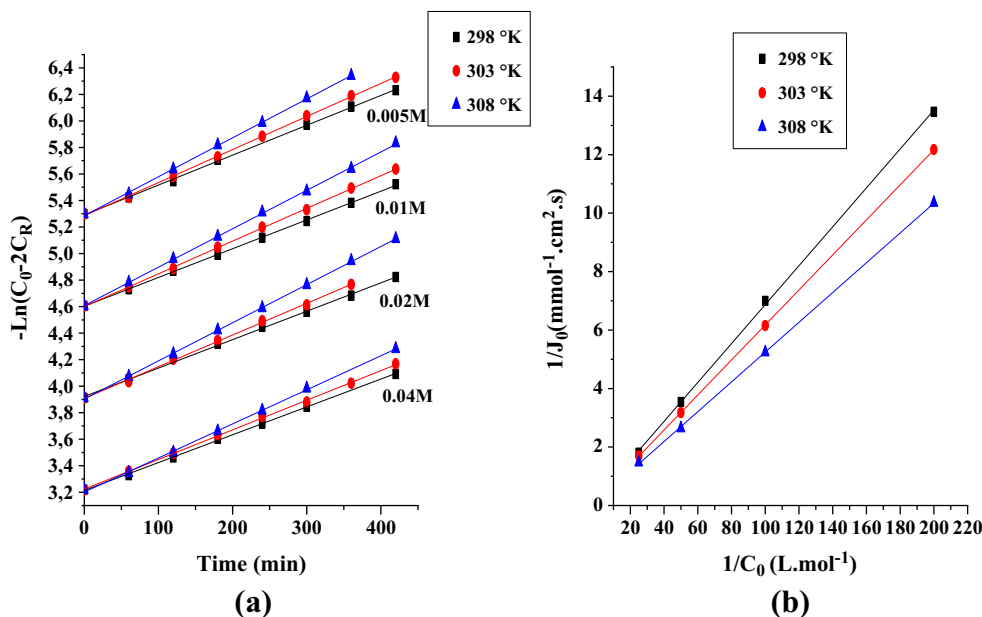 298 °K
303 °K
308 °K
6,4
6,2
6,0
5,8
5,6
5,4
5,2
5,0
4,8
4,6
4,4
4,2
4,0
3,8
3,6
3,4
3,2
-Ln(C₀-2C_R)
0.005M
0.01M
0.02M
0.04M
0 100 200 300 400
Time (min)
(a)
298 °K
303 °K
308 °K
14
12
10
8
6
4
2
0
1/J₀(mmol⁻¹.cm².s)
20 40 60 80 100 120 140 160 180 200 220
1/C₀ (L.mol⁻¹)
(b)